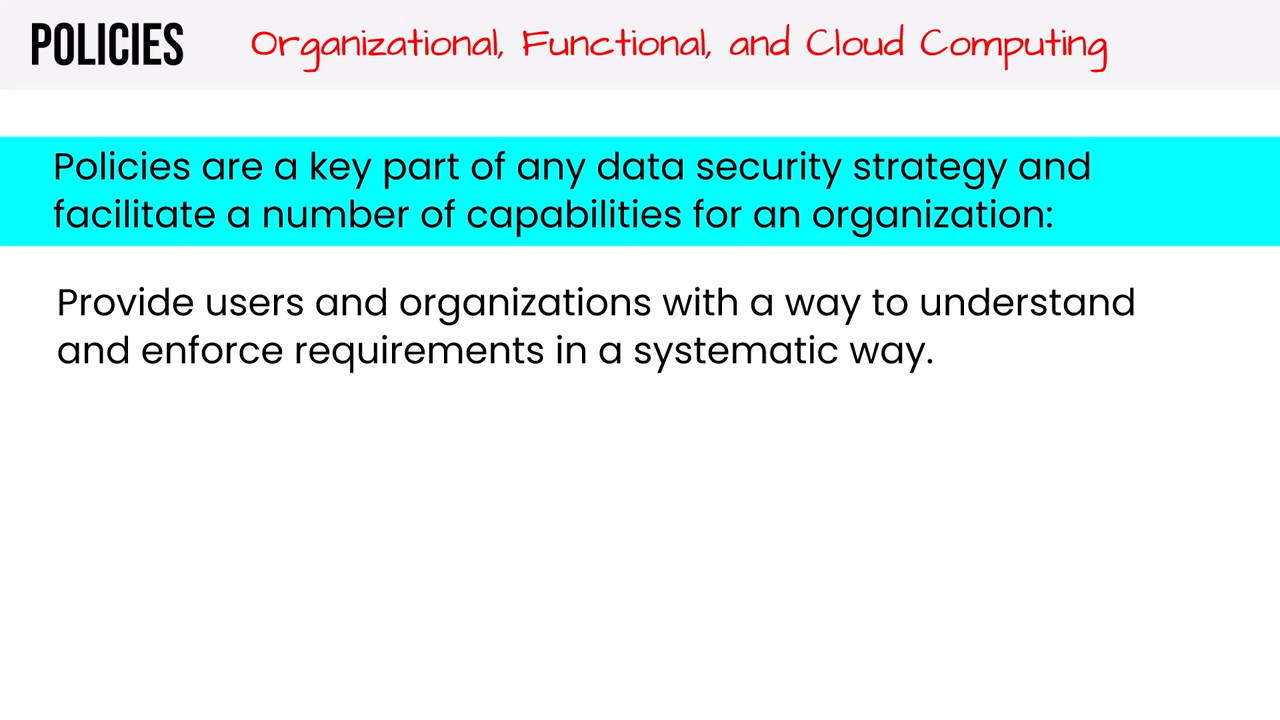 POLICIES Organizational, Functional, and Cloud Computing
Policies are a key part of any data security strategy and
facilitate a number of capabilities for an organization:
Provide users and organizations with a way to understand
and enforce requirements in a systematic way.